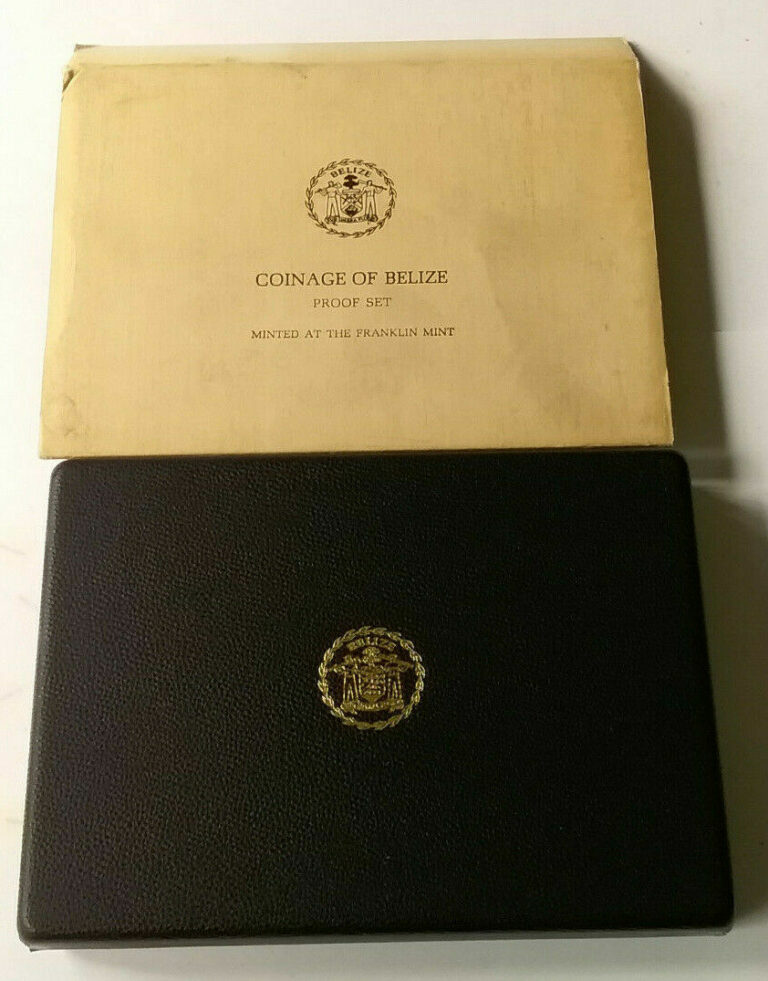 BELIZE
COINAGE OF BELIZE
PROOF SET
MINTED AT THE FRANKLIN MINT
BELIZE